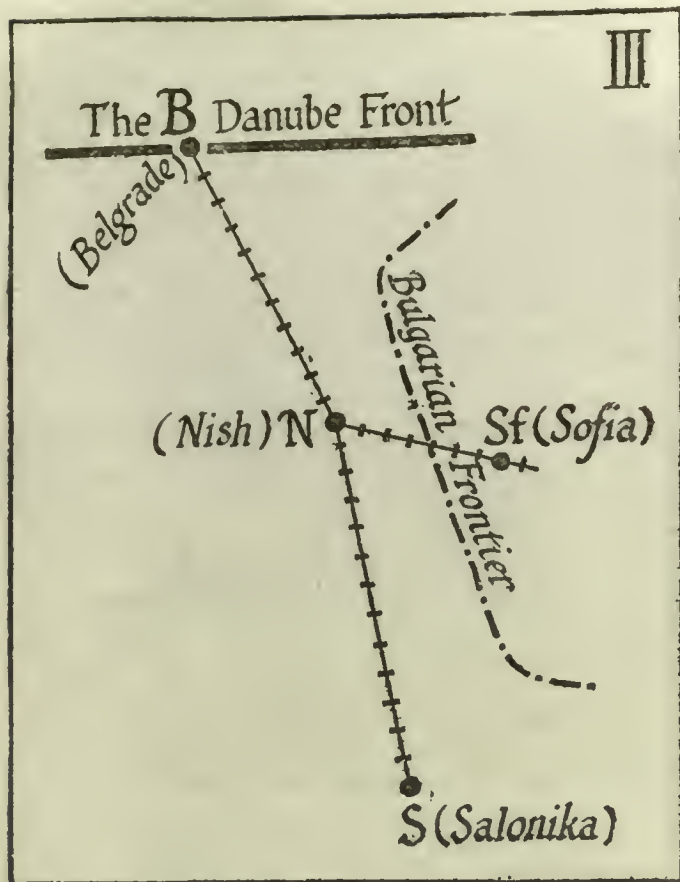 III
The B Danube Front
(Belgrade)
Bulgarian Frontier
(Nish) N
Sf (Sofia)
S (Salonika)